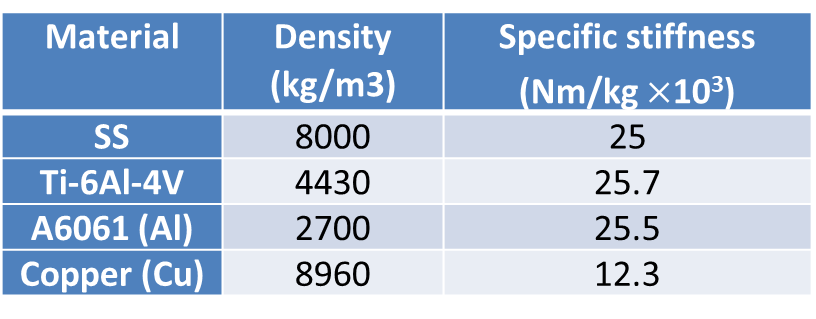 Material Density (kg/m3) Specific stiffness (Nm/kg ×10³)
SS 8000 25
Ti-6Al-4V 4430 25.7
A6061 (Al) 2700 25.5
Copper (Cu) 8960 12.3